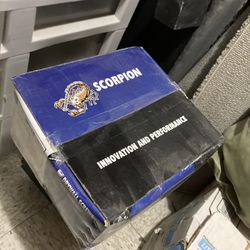 SCORPION
INNOVATION AND PERFORMANCE